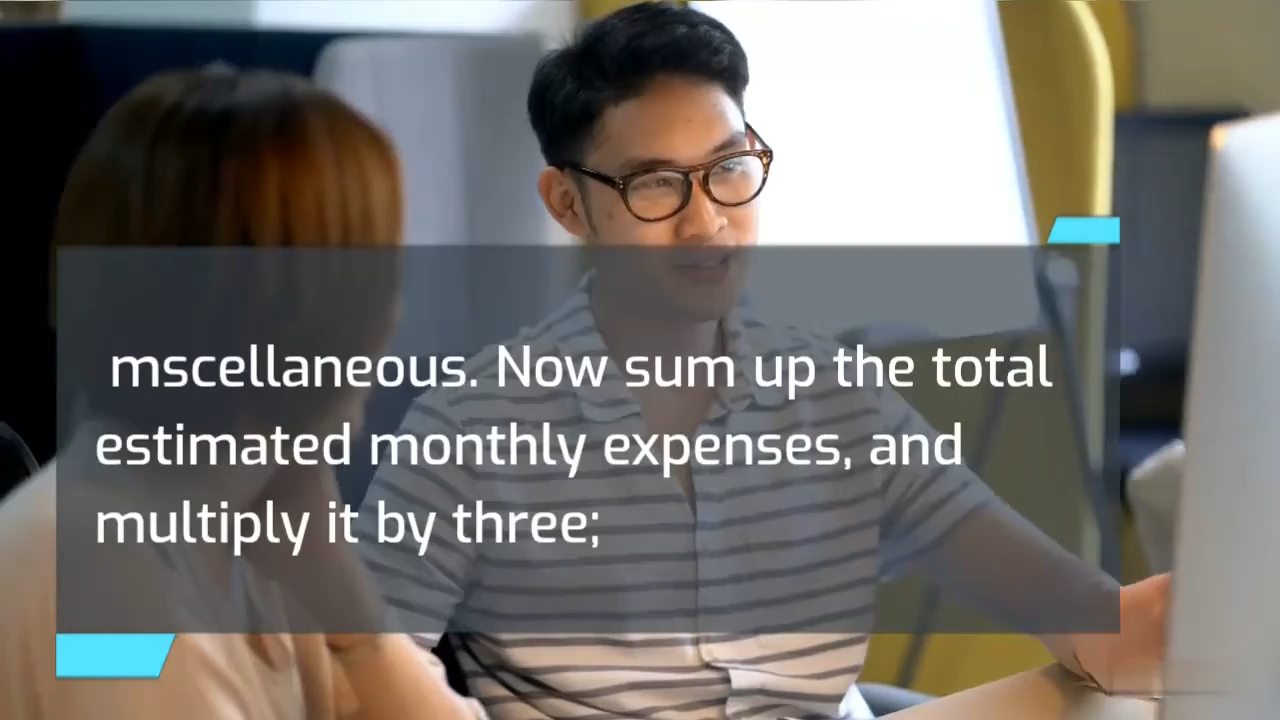 mscellaneous. Now sum up the total
estimated monthly expenses, and
multiply it by three;